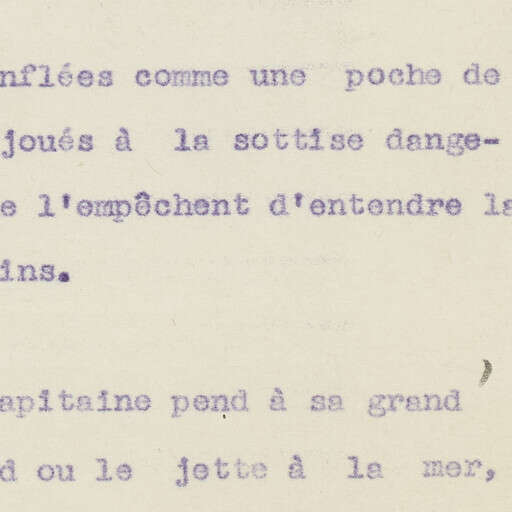 nflées comme une poche de
joués à la sottise dange-
e l'empêchent d'entendre la
ins.
apitaine pend à sa grand
d ou le jette à la mer,